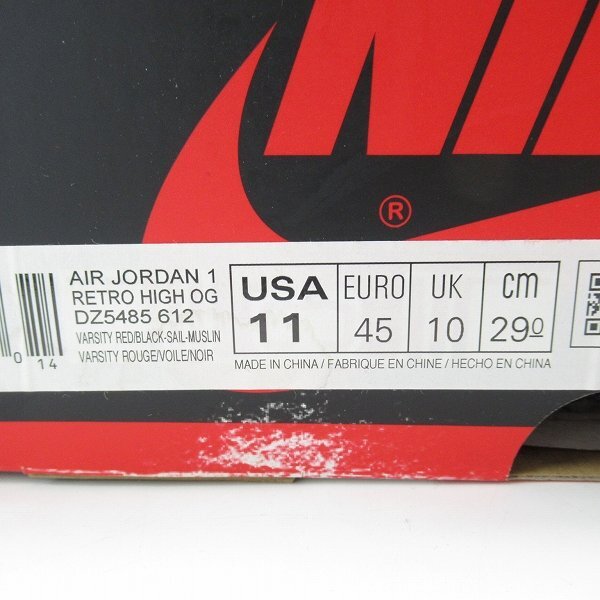 NI
®
AIR JORDAN 1
RETRO HIGH OG
DZ5485 612
VARSITY RED/BLACK-SAIL-MUSLIN
VARSITY ROUGE/VOILE/NOIR
0 14
USA
11
EURO
45
UK
10
cm
29.0
MADE IN CHINA / FABRIQUE EN CHINE / HECHO EN CHINA